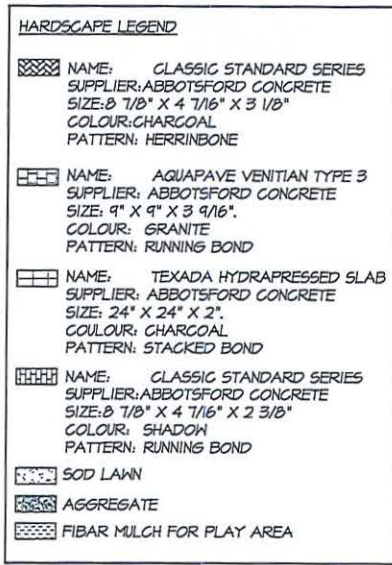 HARDSCAPE LEGEND
NAME: CLASSIC STANDARD SERIES
SUPPLIER:ABBOTSFORD CONCRETE
SIZE:8 7/8" X 4 7/16" X 3 1/8"
COLOUR:CHARCOAL
PATTERN: HERRINBONE
NAME: AQUAPAVE VENITIAN TYPE 3
SUPPLIER: ABBOTSFORD CONCRETE
SIZE: 9" X 9" X 3 9/16".
COLOUR: GRANITE
PATTERN: RUNNING BOND
NAME: TEXADA HYDRAPRESSED SLAB
SUPPLIER: ABBOTSFORD CONCRETE
SIZE: 24" X 24" X 2".
COULOUR: CHARCOAL
PATTERN: STACKED BOND
NAME: CLASSIC STANDARD SERIES
SUPPLIER:ABBOTSFORD CONCRETE
SIZE:8 7/8" X 4 7/16" X 2 3/8"
COLOUR: SHADOW
PATTERN: RUNNING BOND
SOD LAWN
AGGREGATE
FIBAR MULCH FOR PLAY AREA